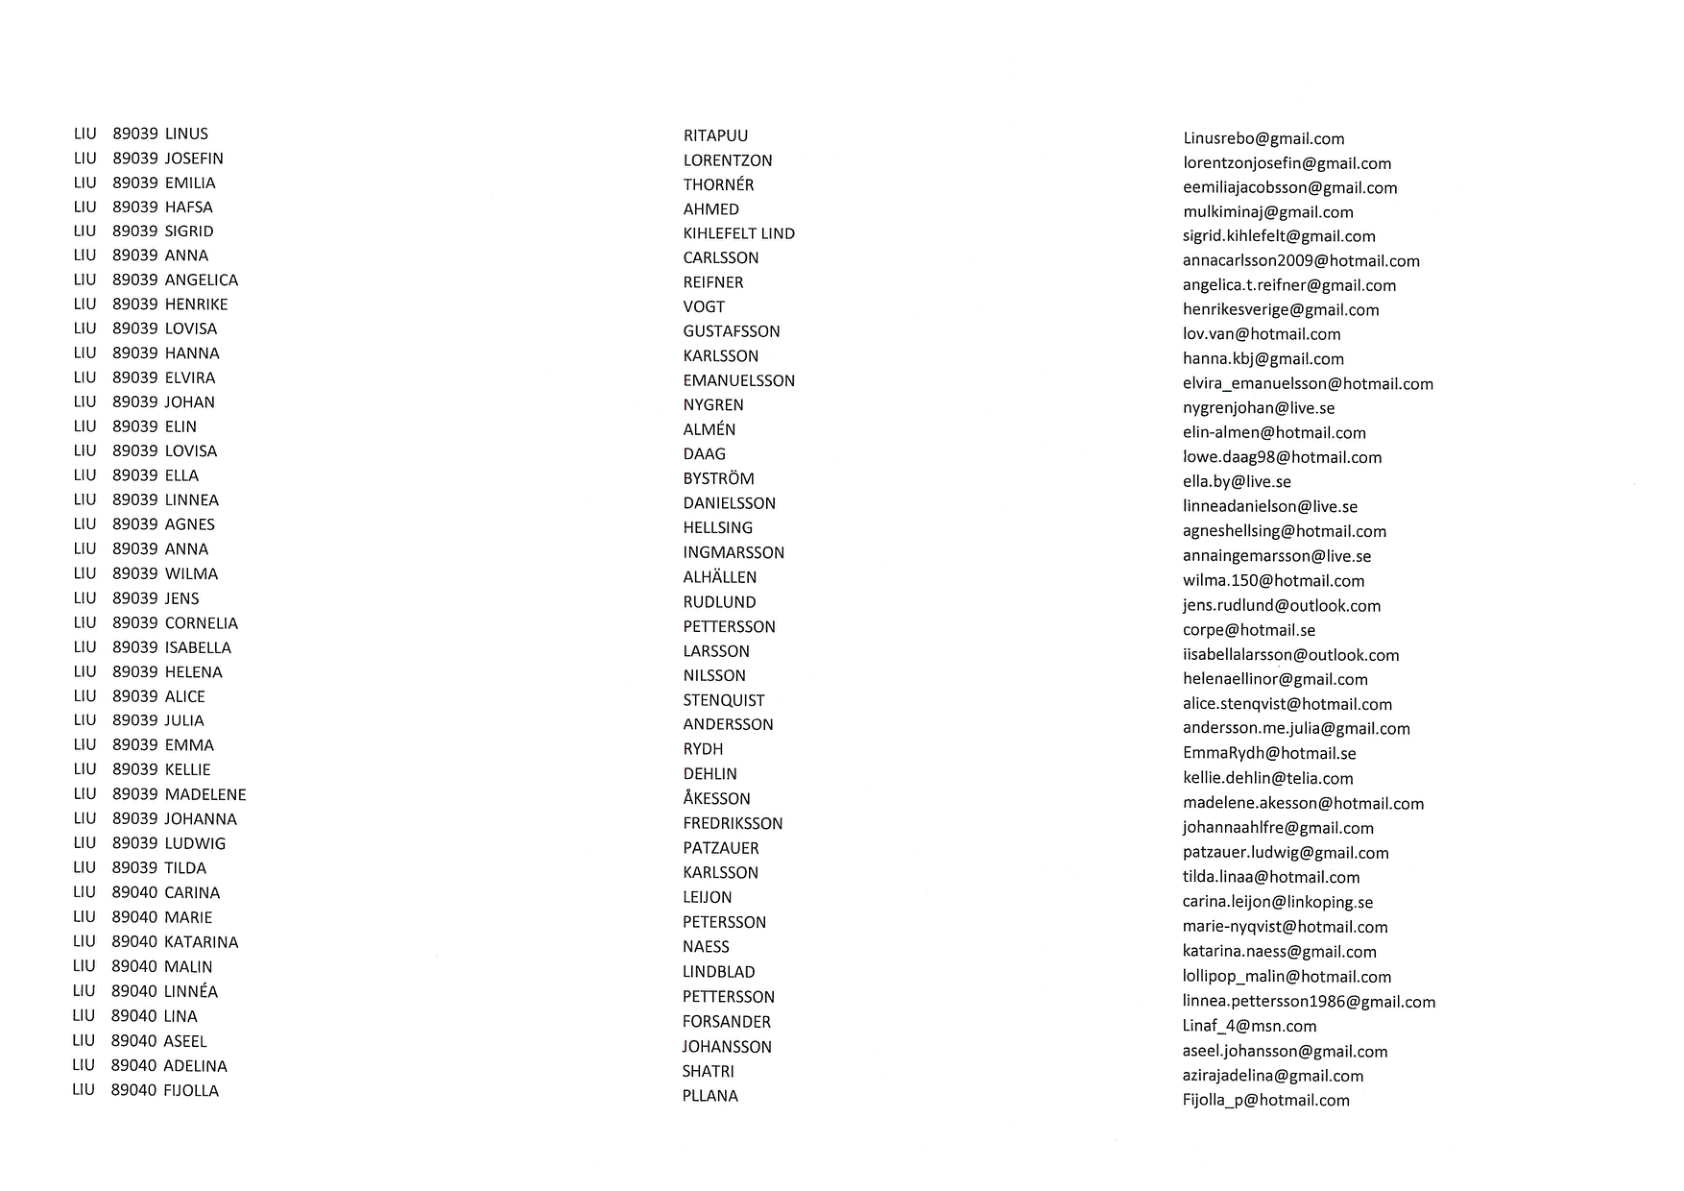 LIU 89039 LINUS RITAPUU Linusrebo@gmail.com
LIU 89039 JOSEFIN LORENTZON lorentzonjosefin@gmail.com
LIU 89039 EMILIA THORNÉR eemiliajacobsson@gmail.com
LIU 89039 HAFSA AHMED mulkiminaj@gmail.com
LIU 89039 SIGRID KIHLEFELT LIND sigrid.kihlefelt@gmail.com
LIU 89039 ANNA CARLSSON annacarlsson2009@hotmail.com
LIU 89039 ANGELICA REIFNER angelica.t.reifner@gmail.com
LIU 89039 HENRIKE VOGT henrikesverige@gmail.com
LIU 89039 LOVISA GUSTAFSSON lov.van@hotmail.com
LIU 89039 HANNA KARLSSON hanna.kbj@gmail.com
LIU 89039 ELVIRA EMANUELSSON elvira_emanuelsson@hotmail.com
LIU 89039 JOHAN NYGREN nygrenjohan@live.se
LIU 89039 ELIN ALMÉN elin-almen@hotmail.com
LIU 89039 LOVISA DAAG lowe.daag98@hotmail.com
LIU 89039 ELLA BYSTRÖM ella.by@live.se
LIU 89039 LINNEA DANIELSSON linneadanielson@live.se
LIU 89039 AGNES HELLSING agneshellsing@hotmail.com
LIU 89039 ANNA INGMARSSON annaingemarsson@live.se
LIU 89039 WILMA ALHÄLLEN wilma.150@hotmail.com
LIU 89039 JENS RUDLUND jens.rudlund@outlook.com
LIU 89039 CORNELIA PETTERSSON corpe@hotmail.se
LIU 89039 ISABELLA LARSSON iisabellalarsson@outlook.com
LIU 89039 HELENA NILSSON helenaellinor@gmail.com
LIU 89039 ALICE STENQUIST alice.stenqvist@hotmail.com
LIU 89039 JULIA ANDERSSON andersson.me.julia@gmail.com
LIU 89039 EMMA RYDH EmmaRydh@hotmail.se
LIU 89039 KELLIE DEHLIN kellie.dehlin@telia.com
LIU 89039 MADELENE ÅKESSON madelene.akesson@hotmail.com
LIU 89039 JOHANNA FREDRIKSSON johannaahlfre@gmail.com
LIU 89039 LUDWIG PATZAUER patzauer.ludwig@gmail.com
LIU 89039 TILDA KARLSSON tilda.linaa@hotmail.com
LIU 89040 CARINA LEIJON carina.leijon@linkoping.se
LIU 89040 MARIE PETERSSON marie-nyqvist@hotmail.com
LIU 89040 KATARINA NAESS katarina.naess@gmail.com
LIU 89040 MALIN LINDBLAD lollipop_malin@hotmail.com
LIU 89040 LINNÉA PETTERSSON linnea.pettersson1986@gmail.com
LIU 89040 LINA FORSANDER Linaf_4@msn.com
LIU 89040 ASEEL JOHANSSON aseel.johansson@gmail.com
LIU 89040 ADELINA SHATRI azirajadelina@gmail.com
LIU 89040 FIJOLLA PLLANA Fijolla_p@hotmail.com